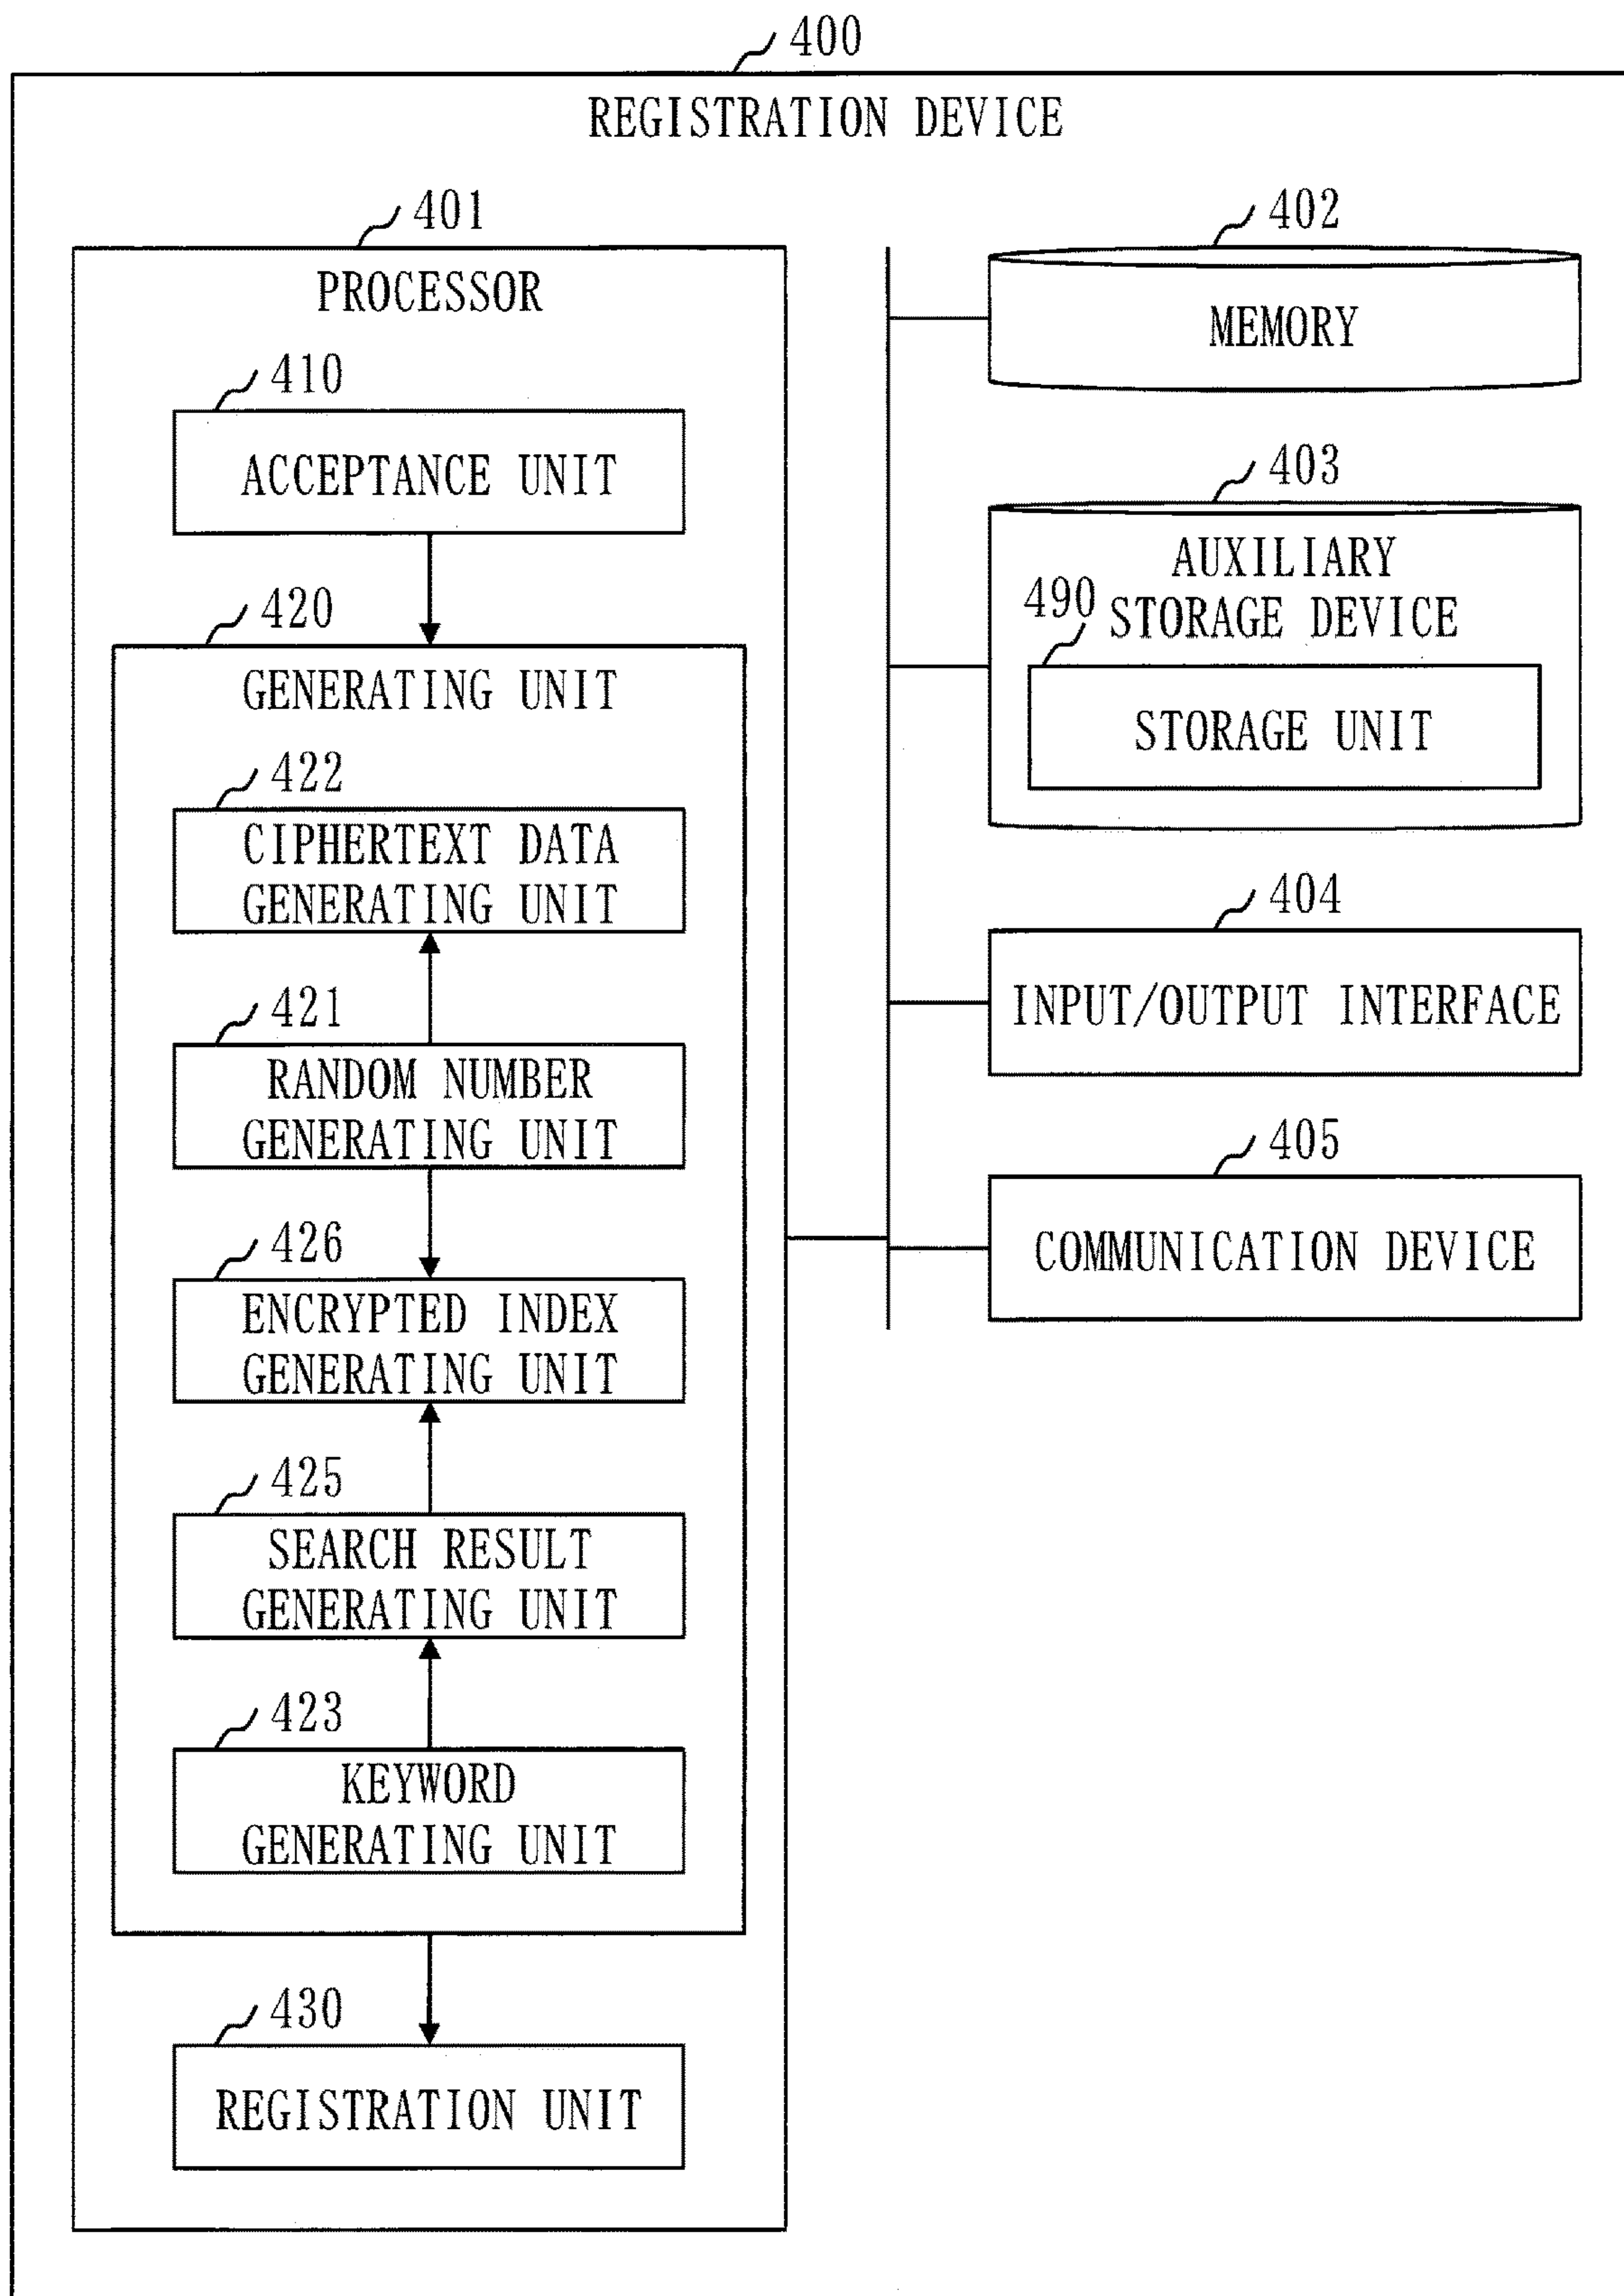 400
REGISTRATION DEVICE
401
PROCESSOR
410
ACCEPTANCE UNIT
420
GENERATING UNIT
422
CIPHERTEXT DATA
GENERATING UNIT
421
RANDOM NUMBER
GENERATING UNIT
426
ENCRYPTED INDEX
GENERATING UNIT
425
SEARCH RESULT
GENERATING UNIT
423
KEYWORD
GENERATING UNIT
430
REGISTRATION UNIT
402
MEMORY
403
AUXILIARY
STORAGE DEVICE
490
STORAGE UNIT
404
INPUT/OUTPUT INTERFACE
405
COMMUNICATION DEVICE